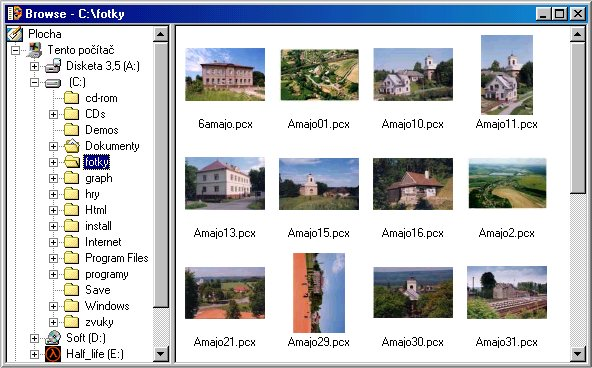 Browse - C:\fotky
Plocha
Tento počítač
Disketa 3,5 (A:)
(C:)
cd-rom
CDs
Demos
Dokumenty
fotky
graph
hry
Html
install
Internet
Program Files
programy
Save
Windows
zvuky
Soft (D:)
Half_life (E:)
6amajo.pcx
Amajo01.pcx
Amajo10.pcx
Amajo11.pcx
Amajo13.pcx
Amajo15.pcx
Amajo16.pcx
Amajo2.pcx
Amajo21.pcx
Amajo29.pcx
Amajo30.pcx
Amajo31.pcx